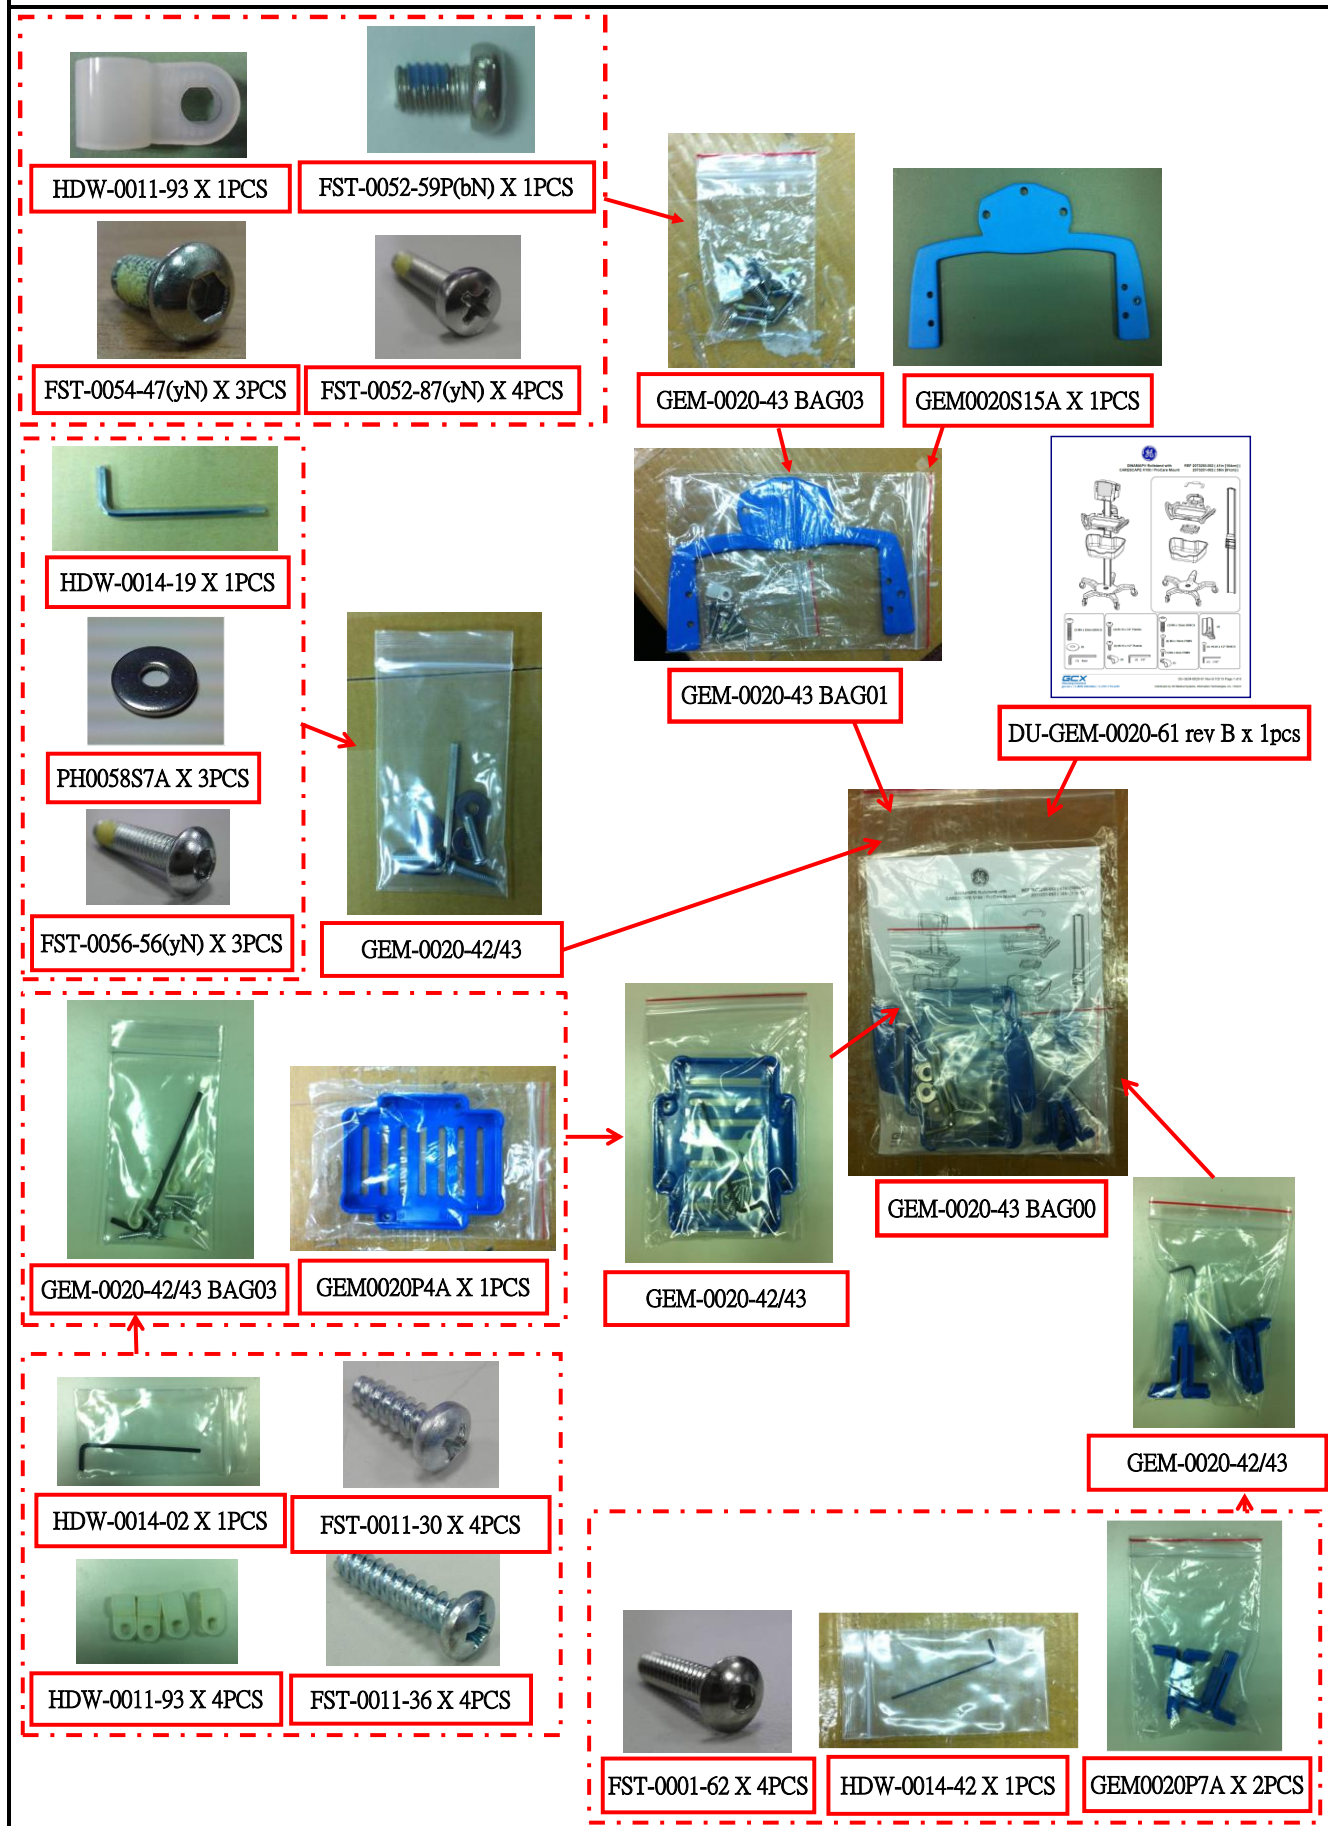 HDW-0011-93 X 1PCS
FST-0052-59P(bN) X 1PCS
FST-0054-47(yN) X 3PCS
FST-0052-87(yN) X 4PCS
GEM-0020-43 BAG03
GEM0020S15A X 1PCS
HDW-0014-19 X 1PCS
PH0058S7A X 3PCS
FST-0056-56(yN) X 3PCS
GEM-0020-42/43
GEM-0020-43 BAG01
GCX
DU-GEM-0020-61 rev B x 1pcs
GEM-0020-43 BAG00
GEM-0020-42/43 BAG03
GEM0020P4A X 1PCS
GEM-0020-42/43
GEM-0020-42/43
HDW-0014-02 X 1PCS
FST-0011-30 X 4PCS
HDW-0011-93 X 4PCS
FST-0011-36 X 4PCS
FST-0001-62 X 4PCS
HDW-0014-42 X 1PCS
GEM0020P7A X 2PCS